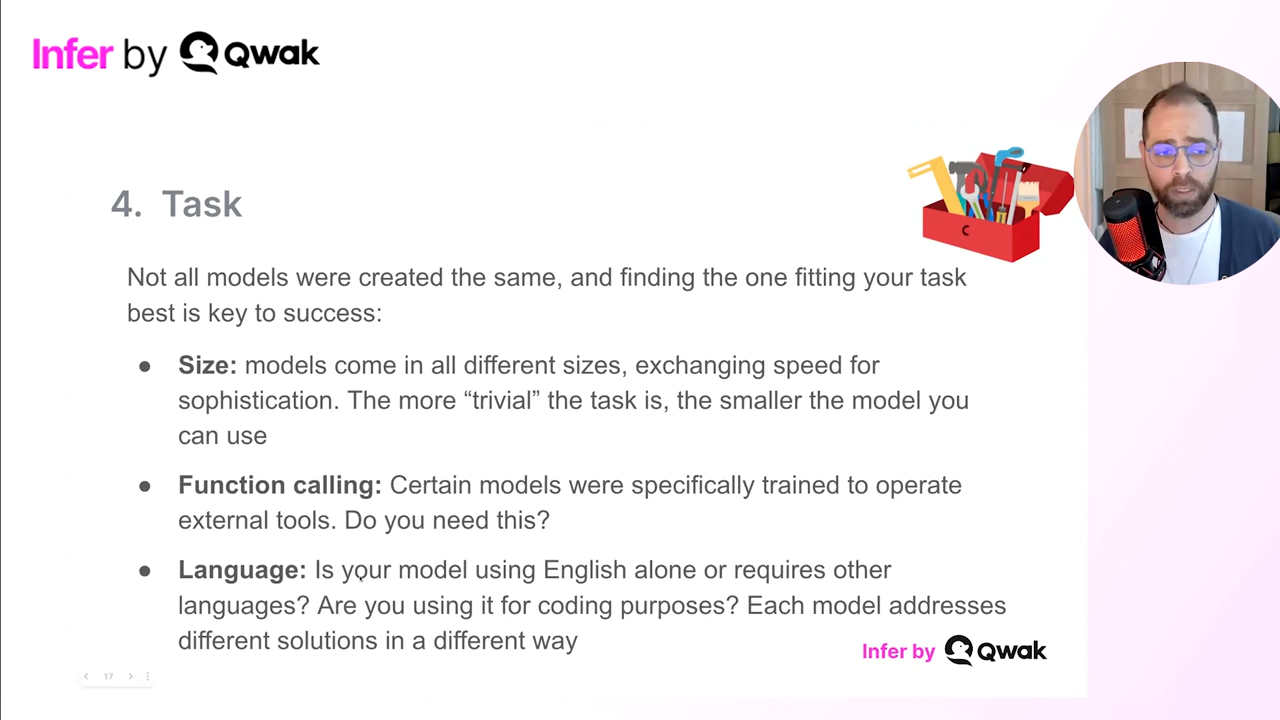 Infer by Qwak
4. Task
Not all models were created the same, and finding the one fitting your task
best is key to success:
● Size: models come in all different sizes, exchanging speed for
sophistication. The more “trivial” the task is, the smaller the model you
can use
● Function calling: Certain models were specifically trained to operate
external tools. Do you need this?
● Language: Is your model using English alone or requires other
languages? Are you using it for coding purposes? Each model addresses
different solutions in a different way
Infer by Qwak
17